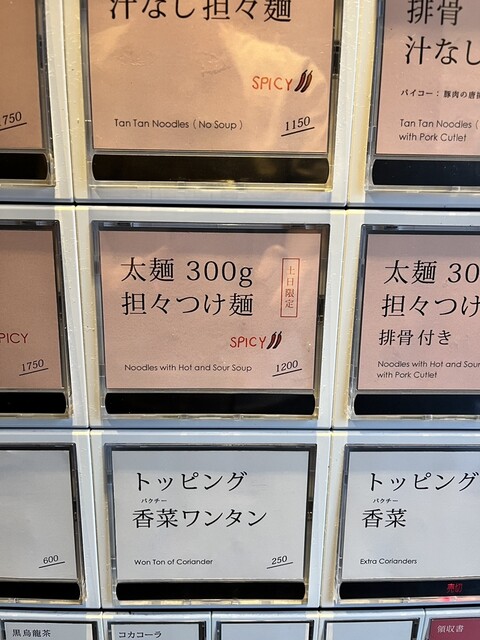 汁なし担々麺
SPICY
Tan Tan Noodles ( No Soup )
1150
1750
排骨
汁なし
パイコー：豚肉の唐
Tan Tan Noodles (
with Pork Cutlet
PICY
1750
太麺 300g
担々つけ麺
土日限定
SPICY
Noodles with Hot and Sour Soup
1200
太麺 30
担々つけ
排骨付き
Noodles with Hot and Sour
with Pork Cutlet
600
トッピング
パクチー
香菜ワンタン
Won Ton of Coriander
250
トッピング
パクチー
香菜
Extra Corianders
売切
黒烏龍茶
コカコーラ
領収書